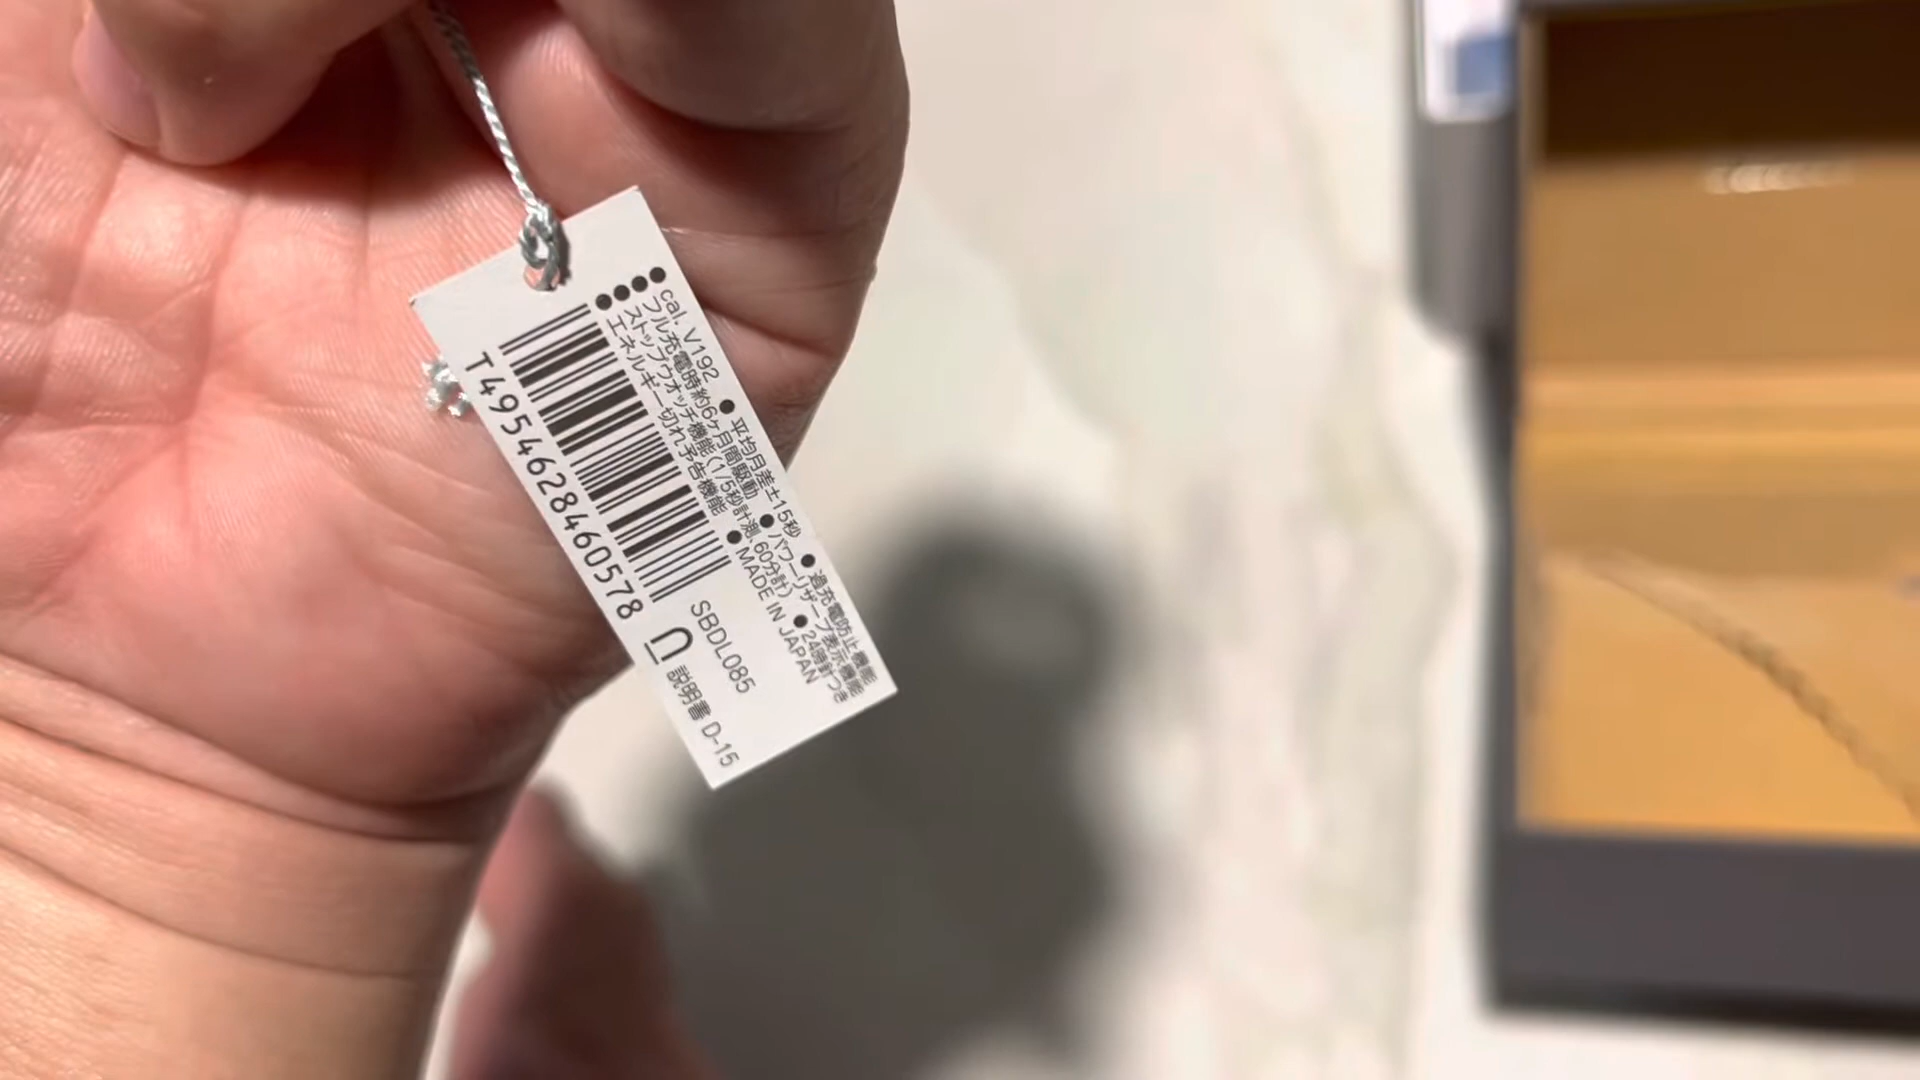 ● cal. V192 ● 平均月差±15秒 ● 過充電防止機能
● フル充電時約6ヶ月間駆動 ● パワーリザーブ表示機能
● ストップウオッチ機能(1/5秒計測、60分計) ● 24時針つき
● エネルギー切れ予告機能 ● MADE IN JAPAN
T4954628460578
SBDL085
説明書 D-15